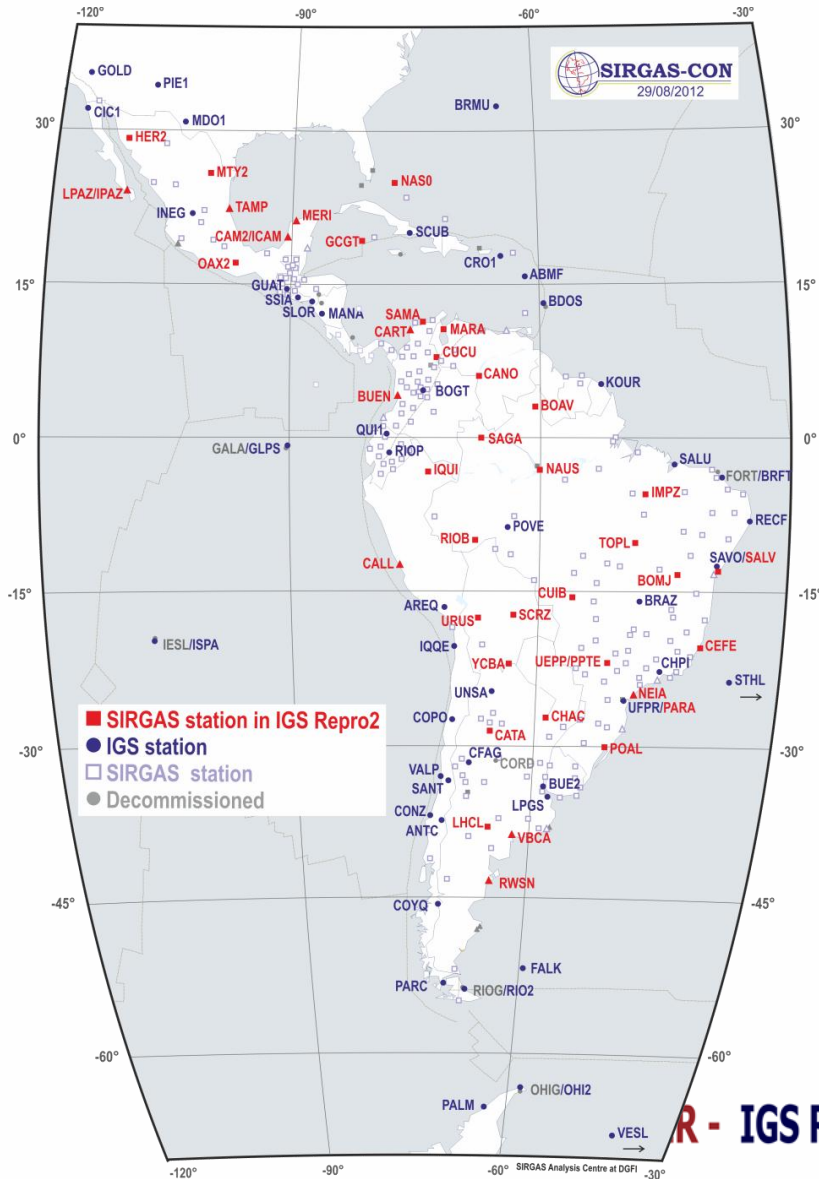 -120° -90° -60° -30°
SIRGAS-CON
29/08/2012
GOLD
PIE1
CIC1
MDO1
BRMU
30° 30°
HER2
MTY2
NAS0
LPAZ/IPAZ
TAMP
INEG
MERI
CAM2/ICAM
GCGT
SCUB
OAX2
CRO1
ABMF
15° 15°
GUAT
SSIA
SLOR
MANA
BDOS
SAMA
CART
MARA
CUCU
CANO
BUEN
BOGT
KOUR
BOAV
QUI1
SAGA
0° 0°
GALA/GLPS
RIOP
IQUI
NAUS
SALU
FORT/BRFT
IMPZ
RECF
POVE
RIOB
TOPL
SAVO/SALV
CALL
BOMJ
-15° -15°
CUIB
BRAZ
AREQ
URUS
SCRZ
IESL/ISPA
IQQE
CEFE
YCBA
UEPP/PPTE
CHPI
STHL
UNSA
NEIA
UFPR/PARA
COPO
CHAC
CATA
POAL
SIRGAS station in IGS Repro2
IGS station
SIRGAS station
Decommissioned
-30° -30°
CFAG
CORD
VALP
SANT
BUE2
LPGS
CONZ
ANTC
LHCL
VBCA
RWSN
-45° -45°
COYQ
FALK
PARC
RIOG/RIO2
-60° -60°
OHIG/OHI2
PALM
VESL
R - IGS
-120° -90° -60° -30°
SIRGAS Analysis Centre at DGFI